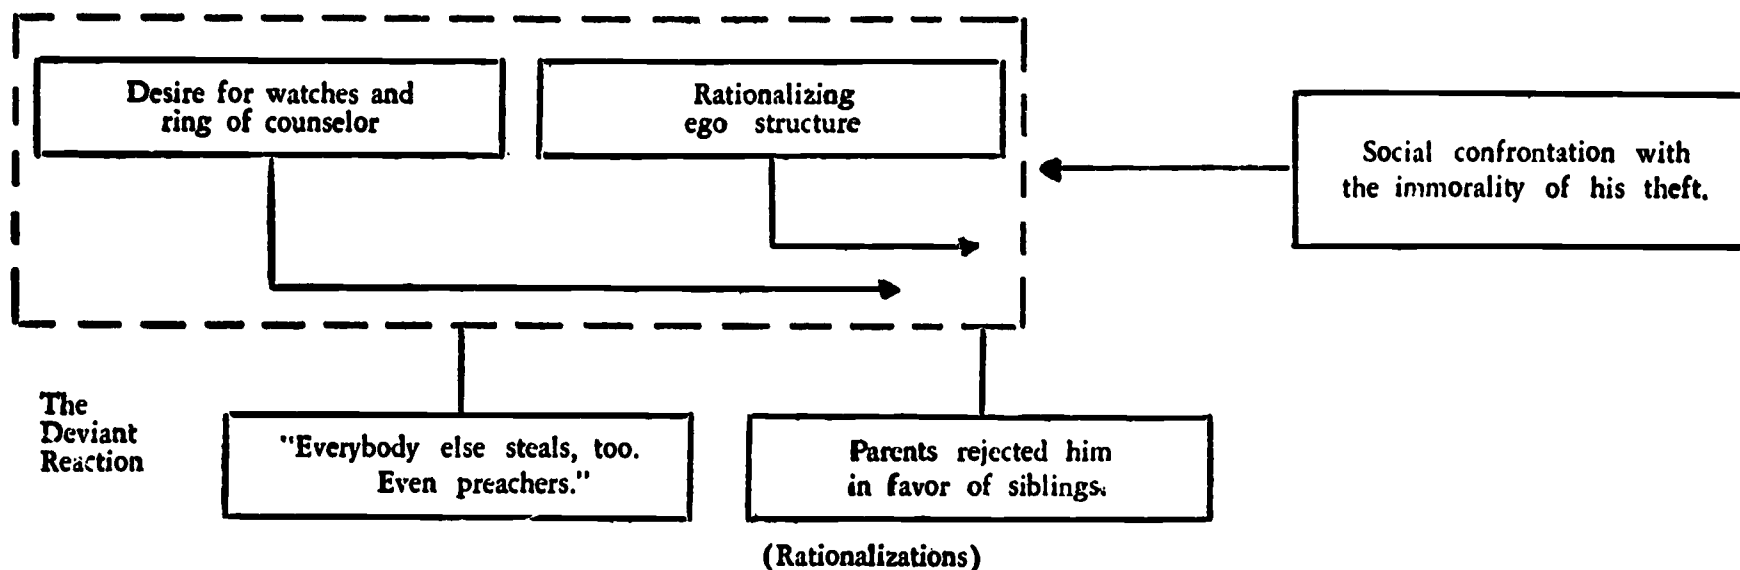 Desire for watches and
ring of counselor
Rationalizing
ego structure
Social confrontation with
the immorality of his theft.
The
Deviant
Reaction
"Everybody else steals, too.
Even preachers."
Parents rejected him
in favor of siblings.
(Rationalizations)